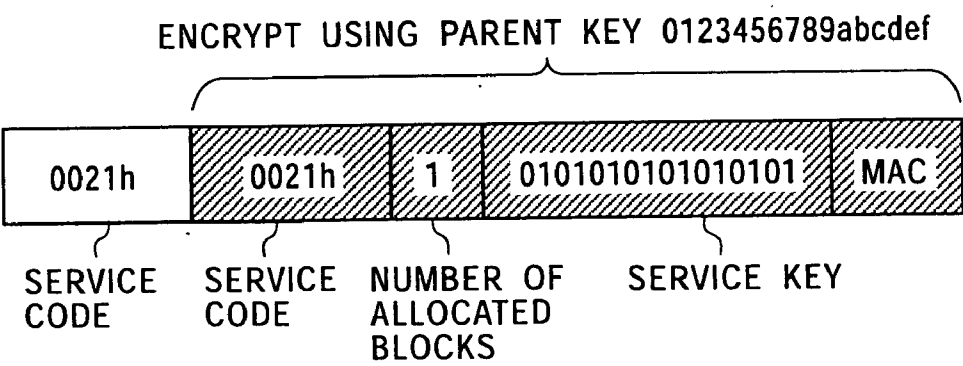 ENCRYPT USING PARENT KEY 0123456789abcdef
0021h 0021h 1 0101010101010101 MAC
SERVICE CODE
SERVICE CODE
NUMBER OF ALLOCATED BLOCKS
SERVICE KEY